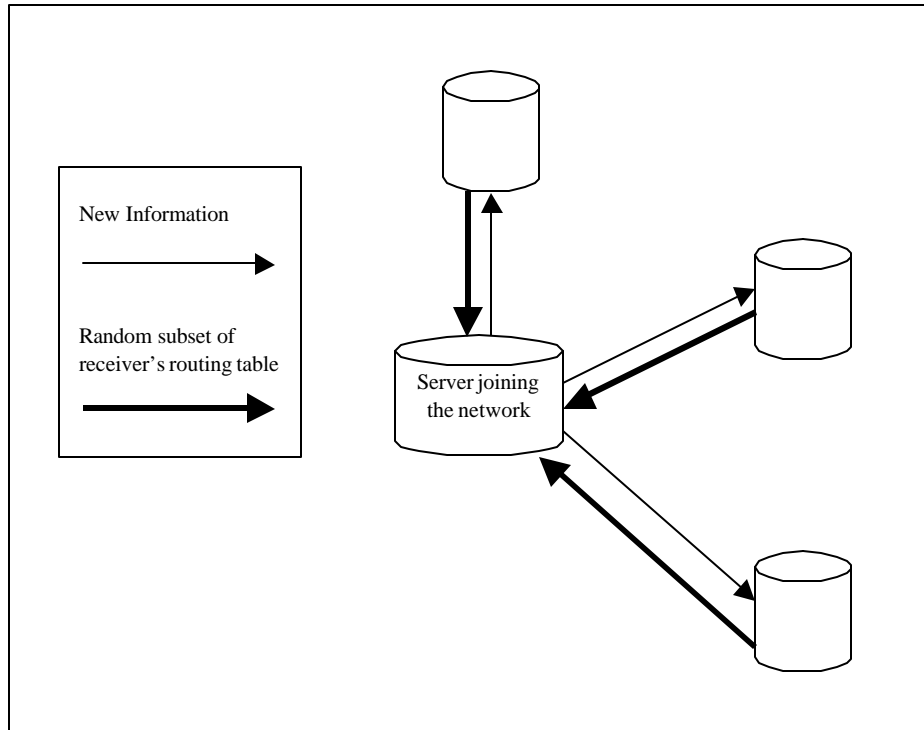 New Information
Random subset of
receiver's routing table
Server joining
the network